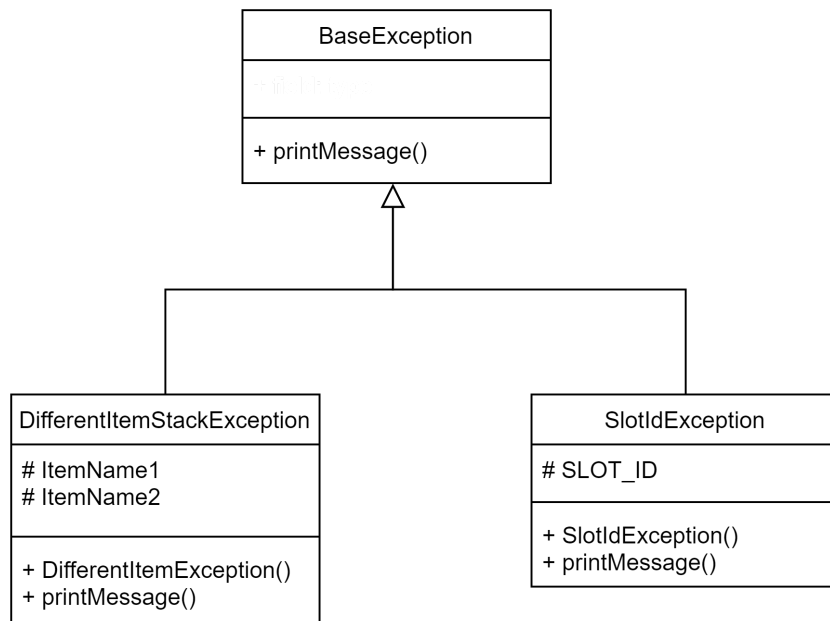 BaseException
+ printMessage()
DifferentItemStackException
# ItemName1
# ItemName2
+ DifferentItemException()
+ printMessage()
SlotIdException
# SLOT_ID
+ SlotIdException()
+ printMessage()